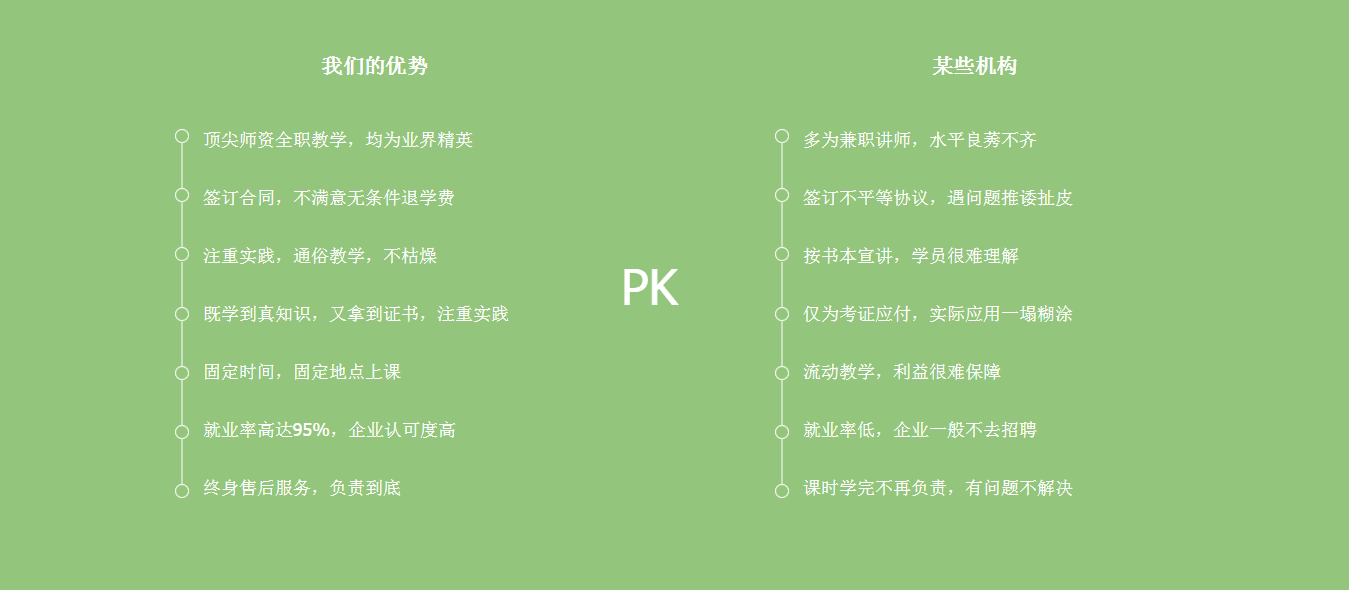 我们的优势
顶尖师资全职教学，均为业界精英
签订合同，不满意无条件退学费
注重实践，通俗教学，不枯燥
既学到真知识，又拿到证书，注重实践
固定时间，固定地点上课
就业率高达95%，企业认可度高
终身售后服务，负责到底
PK
某些机构
多为兼职讲师，水平良莠不齐
签订不平等协议，遇问题推诿扯皮
按书本宣讲，学员很难理解
仅为考证应付，实际应用一塌糊涂
流动教学，利益很难保障
就业率低，企业一般不去招聘
课时学完不再负责，有问题不解决